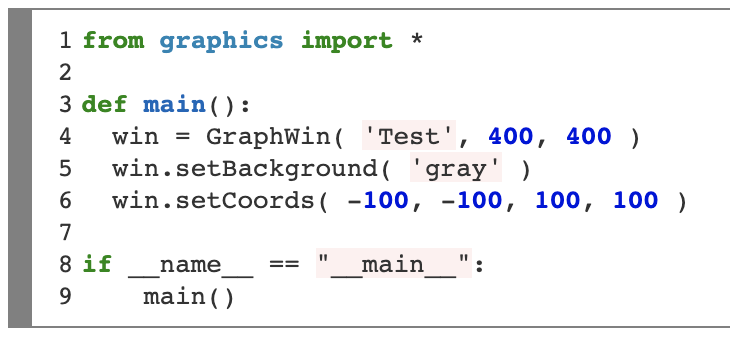 1 from graphics import *
2
3 def main():
4   win = GraphWin( 'Test', 400, 400 )
5   win.setBackground( 'gray' )
6   win.setCoords( -100, -100, 100, 100 )
7
8 if __name__ == "__main__":
9     main()